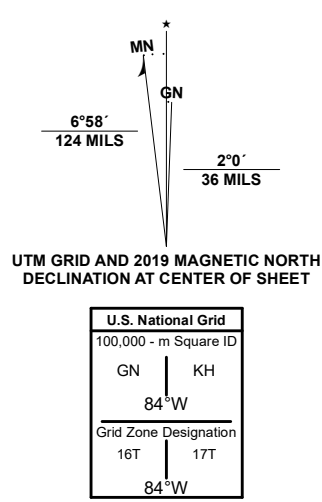 MN
GN
6°58´
124 MILS
2°0´
36 MILS
UTM GRID AND 2019 MAGNETIC NORTH
DECLINATION AT CENTER OF SHEET
U.S. National Grid
100,000 - m Square ID
GN KH
84°W
Grid Zone Designation
16T 17T
84°W